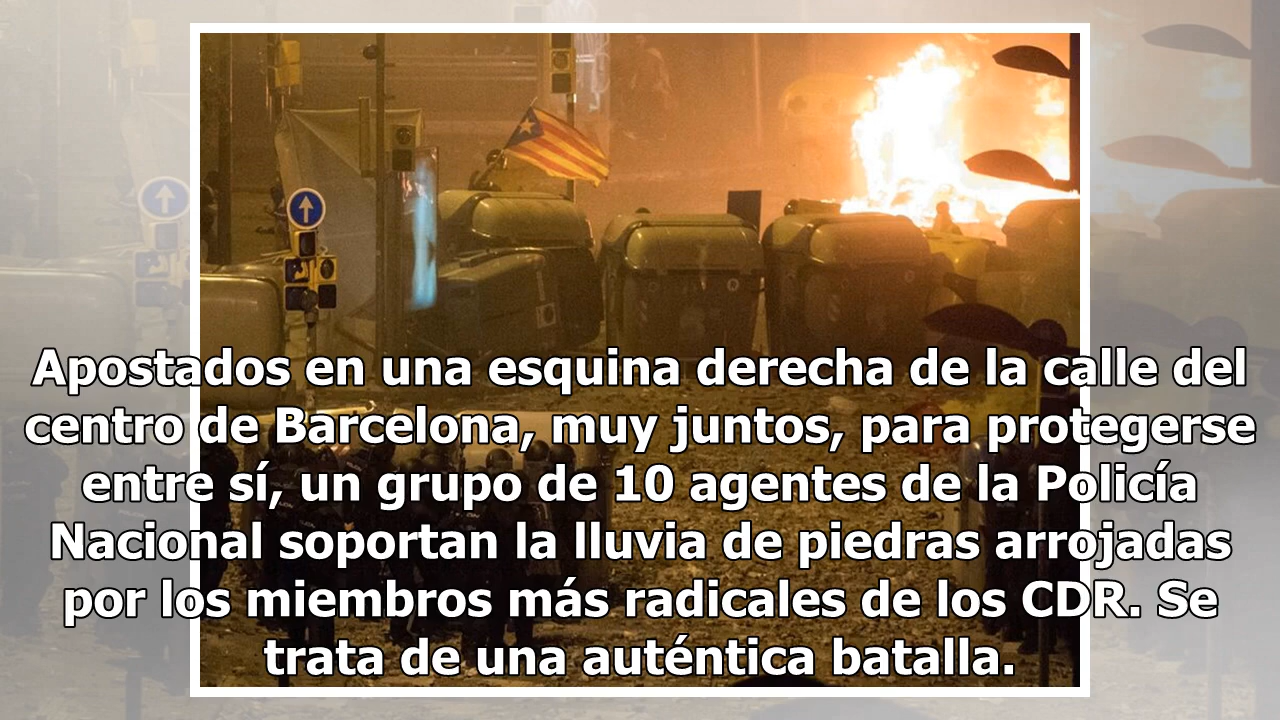 Apostados en una esquina derecha de la calle del
centro de Barcelona, muy juntos, para protegerse
entre sí, un grupo de 10 agentes de la Policía
Nacional soportan la lluvia de piedras arrojadas
por los miembros más radicales de los CDR. Se
trata de una auténtica batalla.